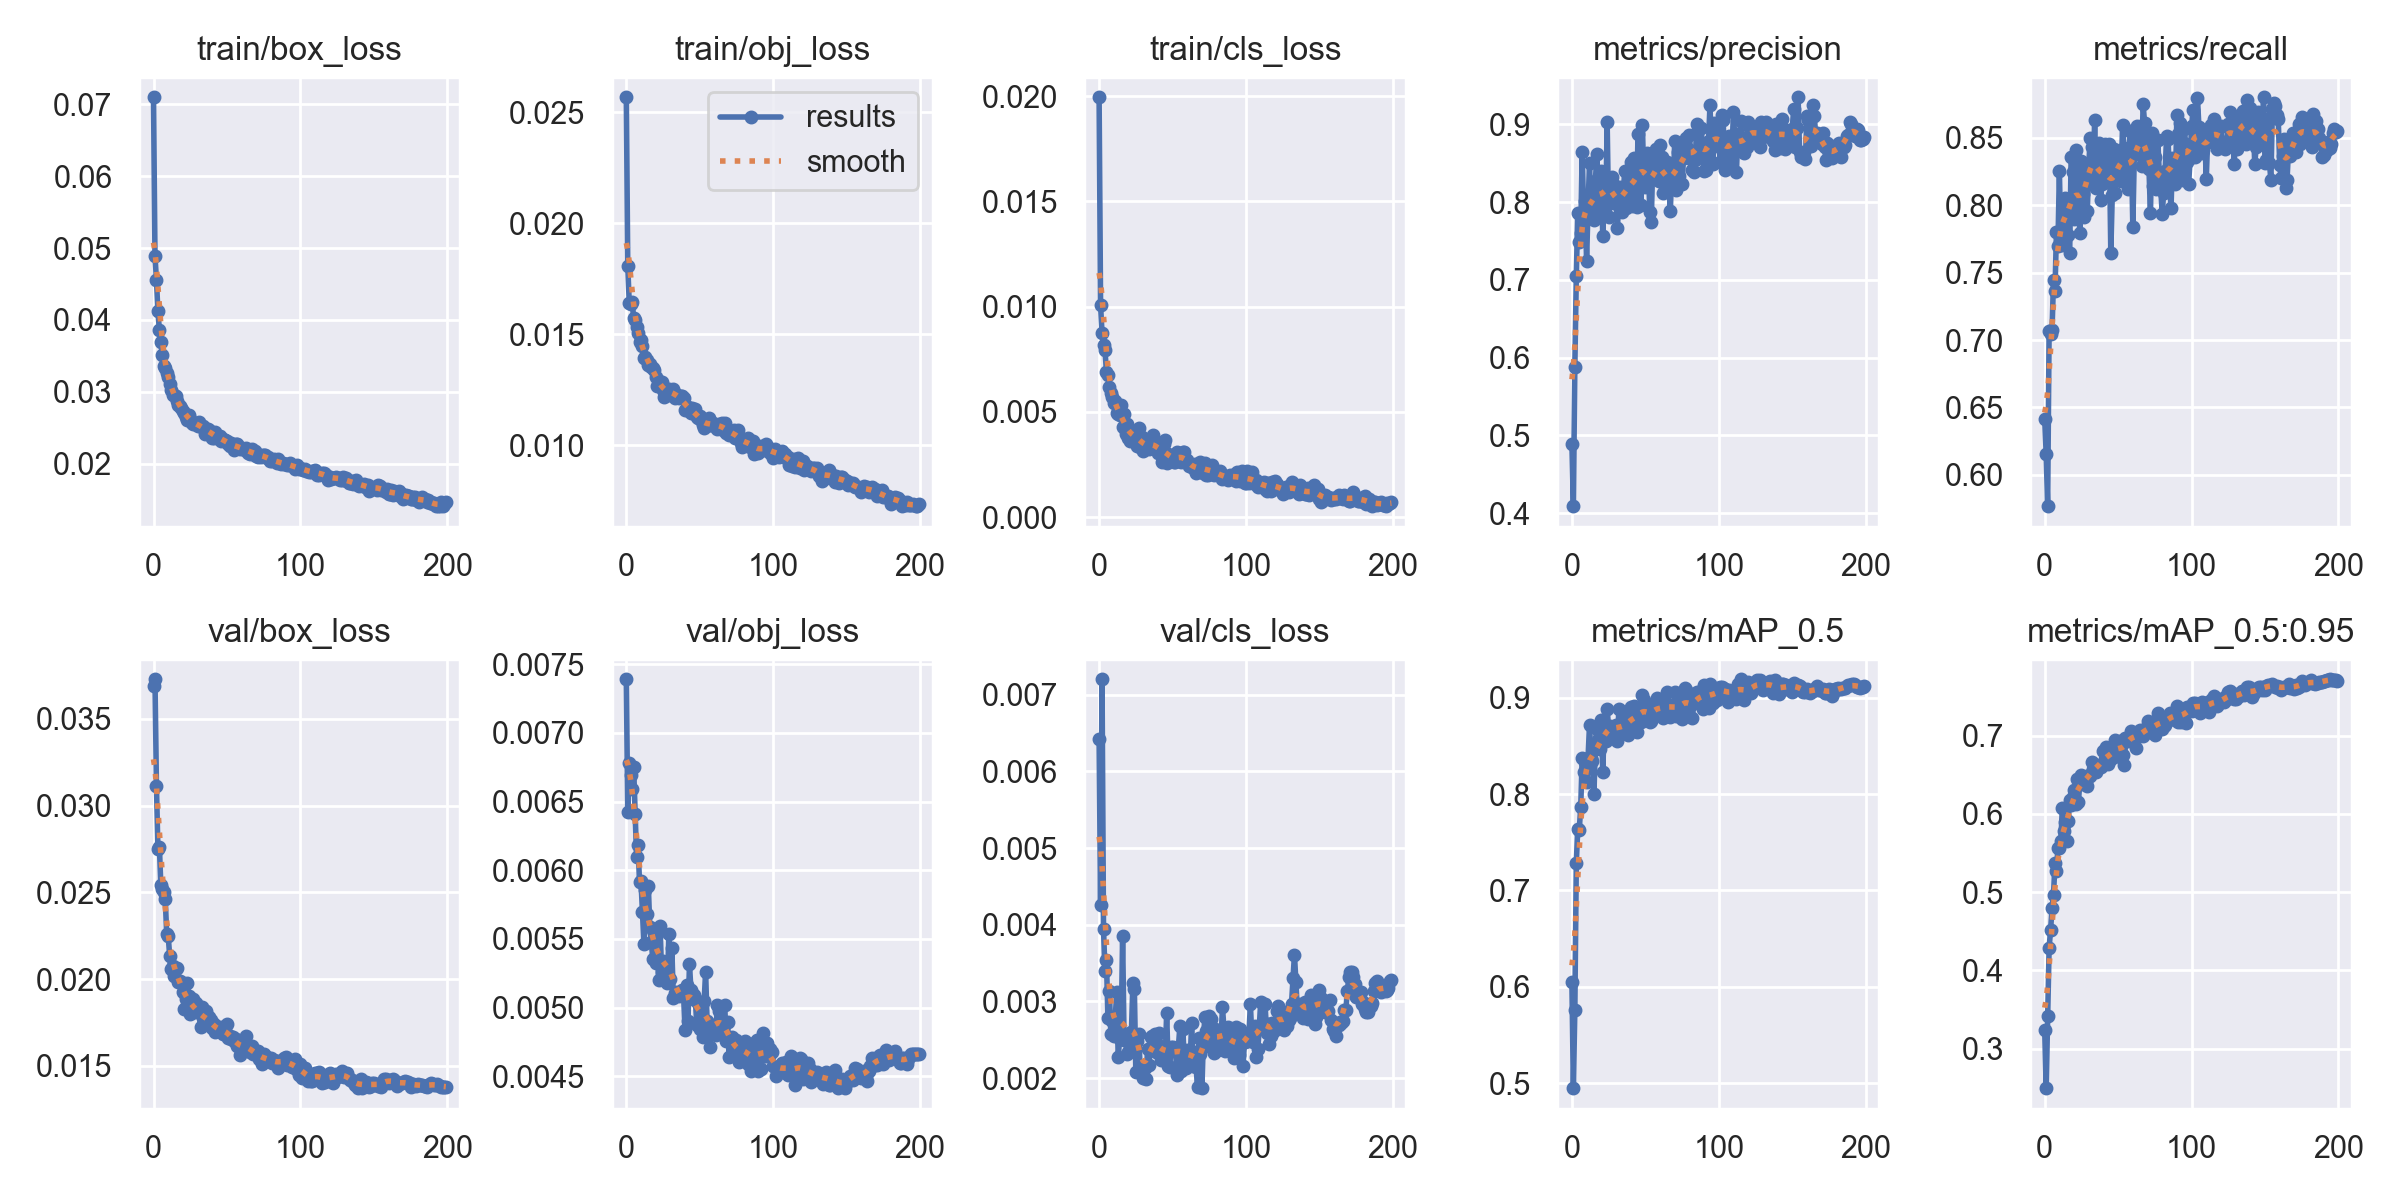 train/box_loss
0.07
0.06
0.05
0.04
0.03
0.02
0 100 200
train/obj_loss
results
smooth
0.025
0.020
0.015
0.010
0 100 200
train/cls_loss
0.020
0.015
0.010
0.005
0.000
0 100 200
metrics/precision
0.9
0.8
0.7
0.6
0.5
0.4
0 100 200
metrics/recall
0.85
0.80
0.75
0.70
0.65
0.60
0 100 200
val/box_loss
0.035
0.030
0.025
0.020
0.015
0 100 200
val/obj_loss
0.0075
0.0070
0.0065
0.0060
0.0055
0.0050
0.0045
0 100 200
val/cls_loss
0.007
0.006
0.005
0.004
0.003
0.002
0 100 200
metrics/mAP_0.5
0.9
0.8
0.7
0.6
0.5
0 100 200
metrics/mAP_0.5:0.95
0.7
0.6
0.5
0.4
0.3
0 100 200